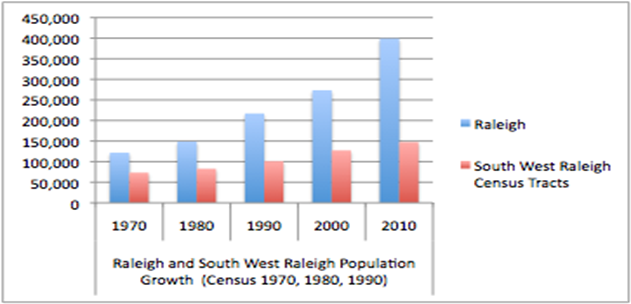 450,000
400,000
350,000
300,000
250,000
200,000
150,000
100,000
50,000
0
1970 1980 1990 2000 2010
Raleigh and South West Raleigh Population
Growth (Census 1970, 1980, 1990)
Raleigh
South West Raleigh
Census Tracts